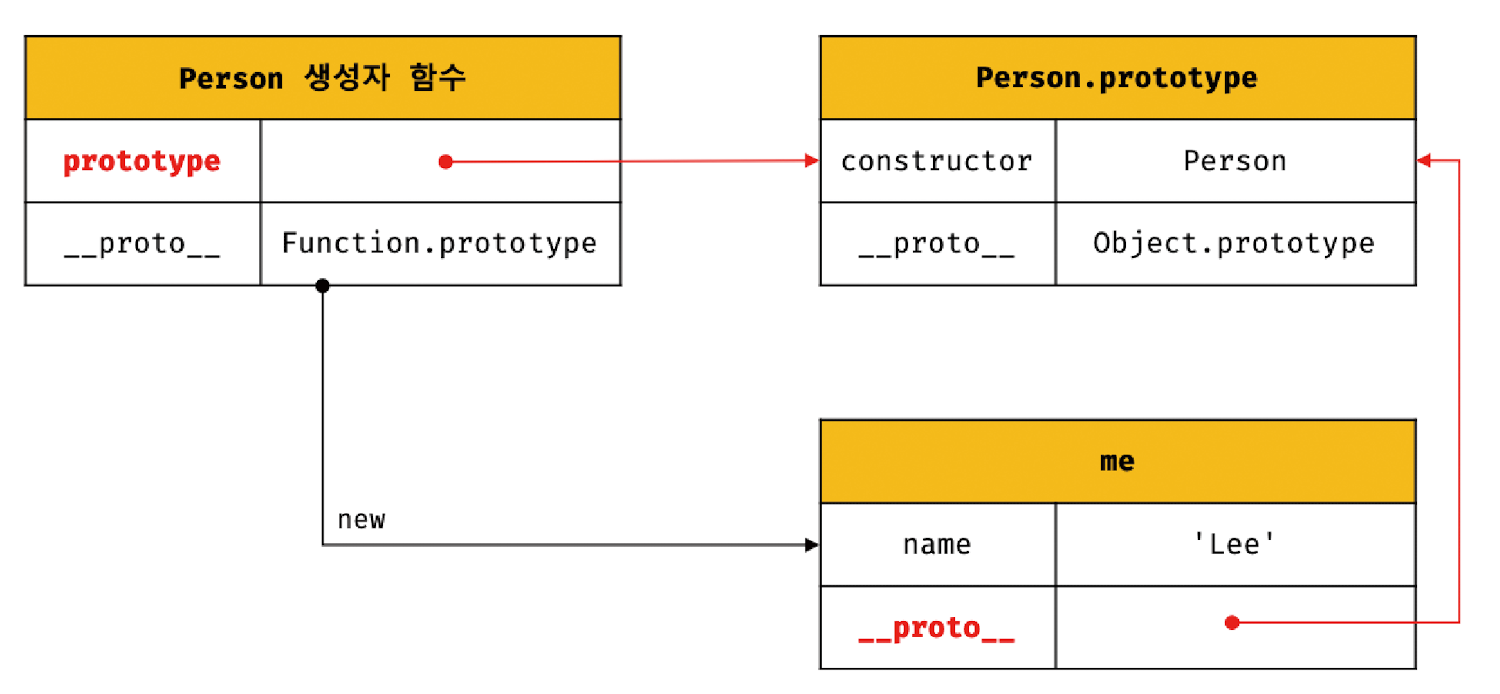 Person 생성자 함수
prototype
__proto__ Function.prototype
Person.prototype
constructor Person
__proto__ Object.prototype
new
me
name 'Lee'
__proto__